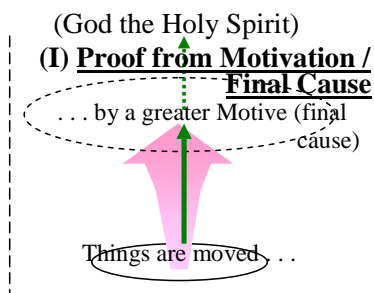 (God the Holy Spirit)
(I) Proof from Motivation /
Final Cause
. . . by a greater Motive (final
cause)
Things are moved . . .